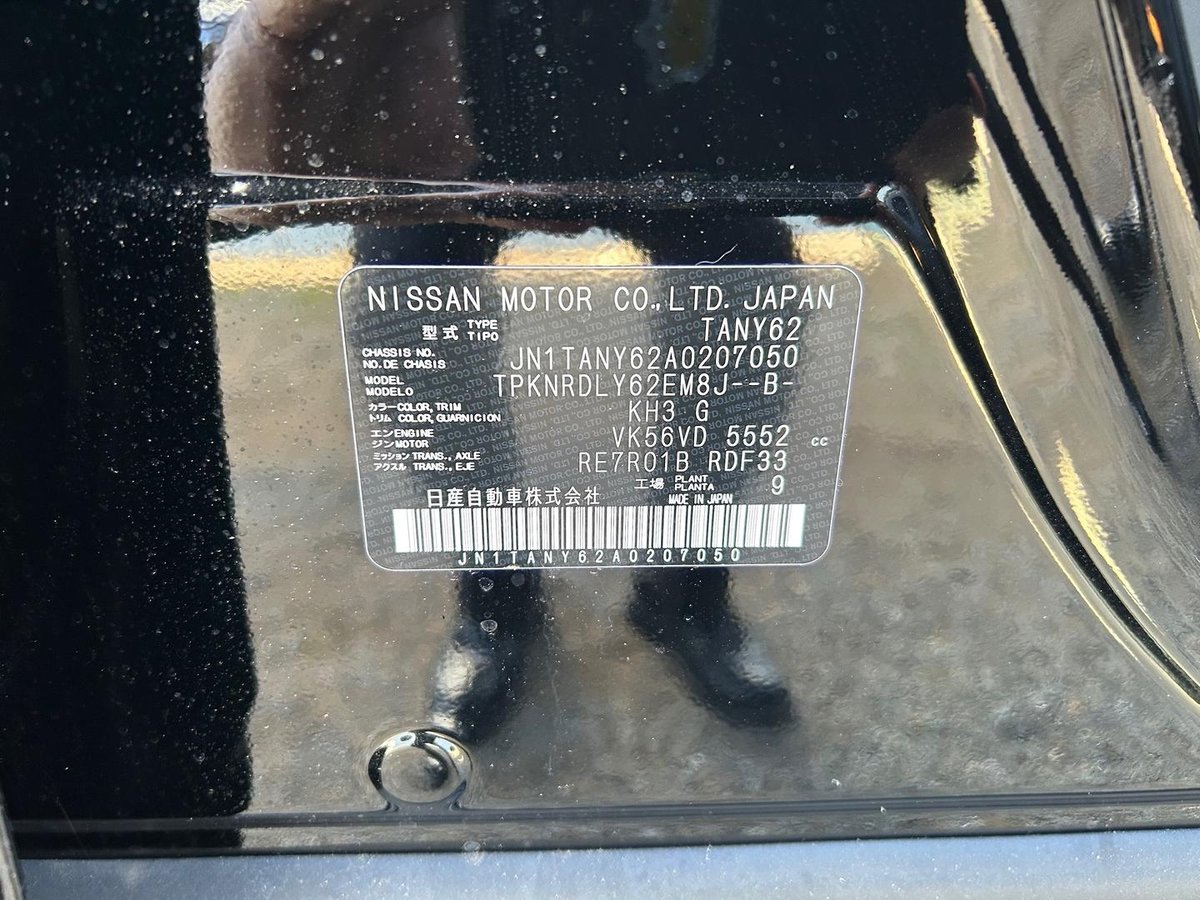 NISSAN MOTOR CO.,LTD. JAPAN
型式 TYPE TIPO TANY62
CHASSIS NO. NO. DE CHASIS JN1TANY62A0207050
MODEL MODELO TPKNRDLY62EM8J--B-
カラー トリム COLOR, TRIM COLOR, GUARNICION KH3 G
エンジン ENGINE MOTOR VK56VD 5552 cc
ミッション アクスル TRANS., AXLE TRANS., EJE RE7R01B RDF33
工場 PLANT PLANTA 9
日産自動車株式会社 MADE IN JAPAN
JN1TANY62A0207050